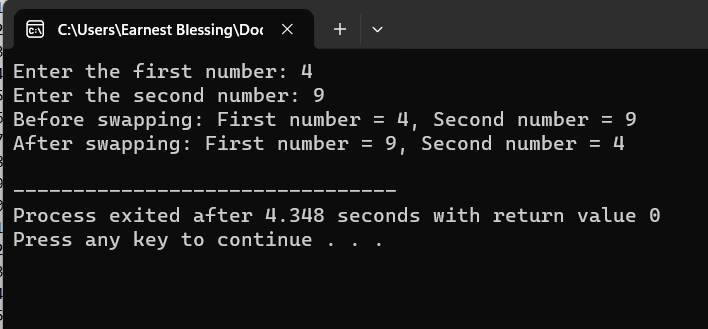 C:\Users\Earnest Blessing\Doc
Enter the first number: 4
Enter the second number: 9
Before swapping: First number = 4, Second number = 9
After swapping: First number = 9, Second number = 4
--------------------------------
Process exited after 4.348 seconds with return value 0
Press any key to continue . . .